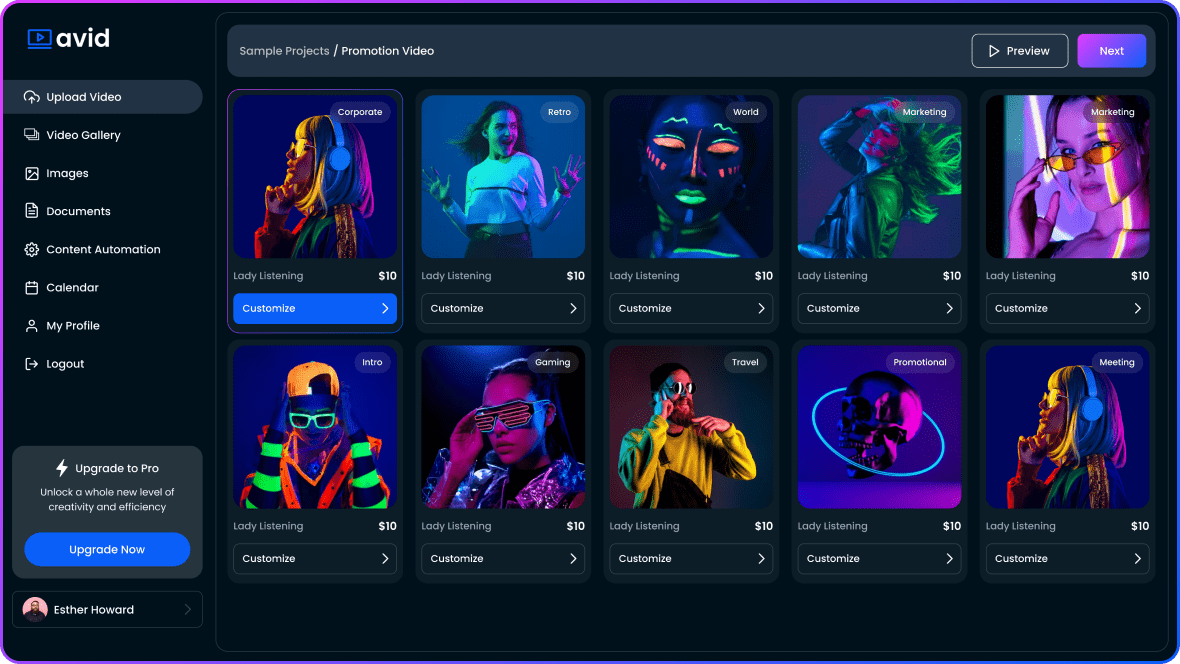 avid
Sample Projects / Promotion Video
Preview
Next
Upload Video
Video Gallery
Images
Documents
Content Automation
Calendar
My Profile
Logout
Upgrade to Pro
Unlock a whole new level of
creativity and efficiency
Upgrade Now
Esther Howard
Corporate
Retro
World
Marketing
Marketing
Lady Listening $10
Lady Listening $10
Lady Listening $10
Lady Listening $10
Lady Listening $10
Customize
Customize
Customize
Customize
Customize
Intro
Gaming
Travel
Promotional
Meeting
Lady Listening $10
Lady Listening $10
Lady Listening $10
Lady Listening $10
Lady Listening $10
Customize
Customize
Customize
Customize
Customize